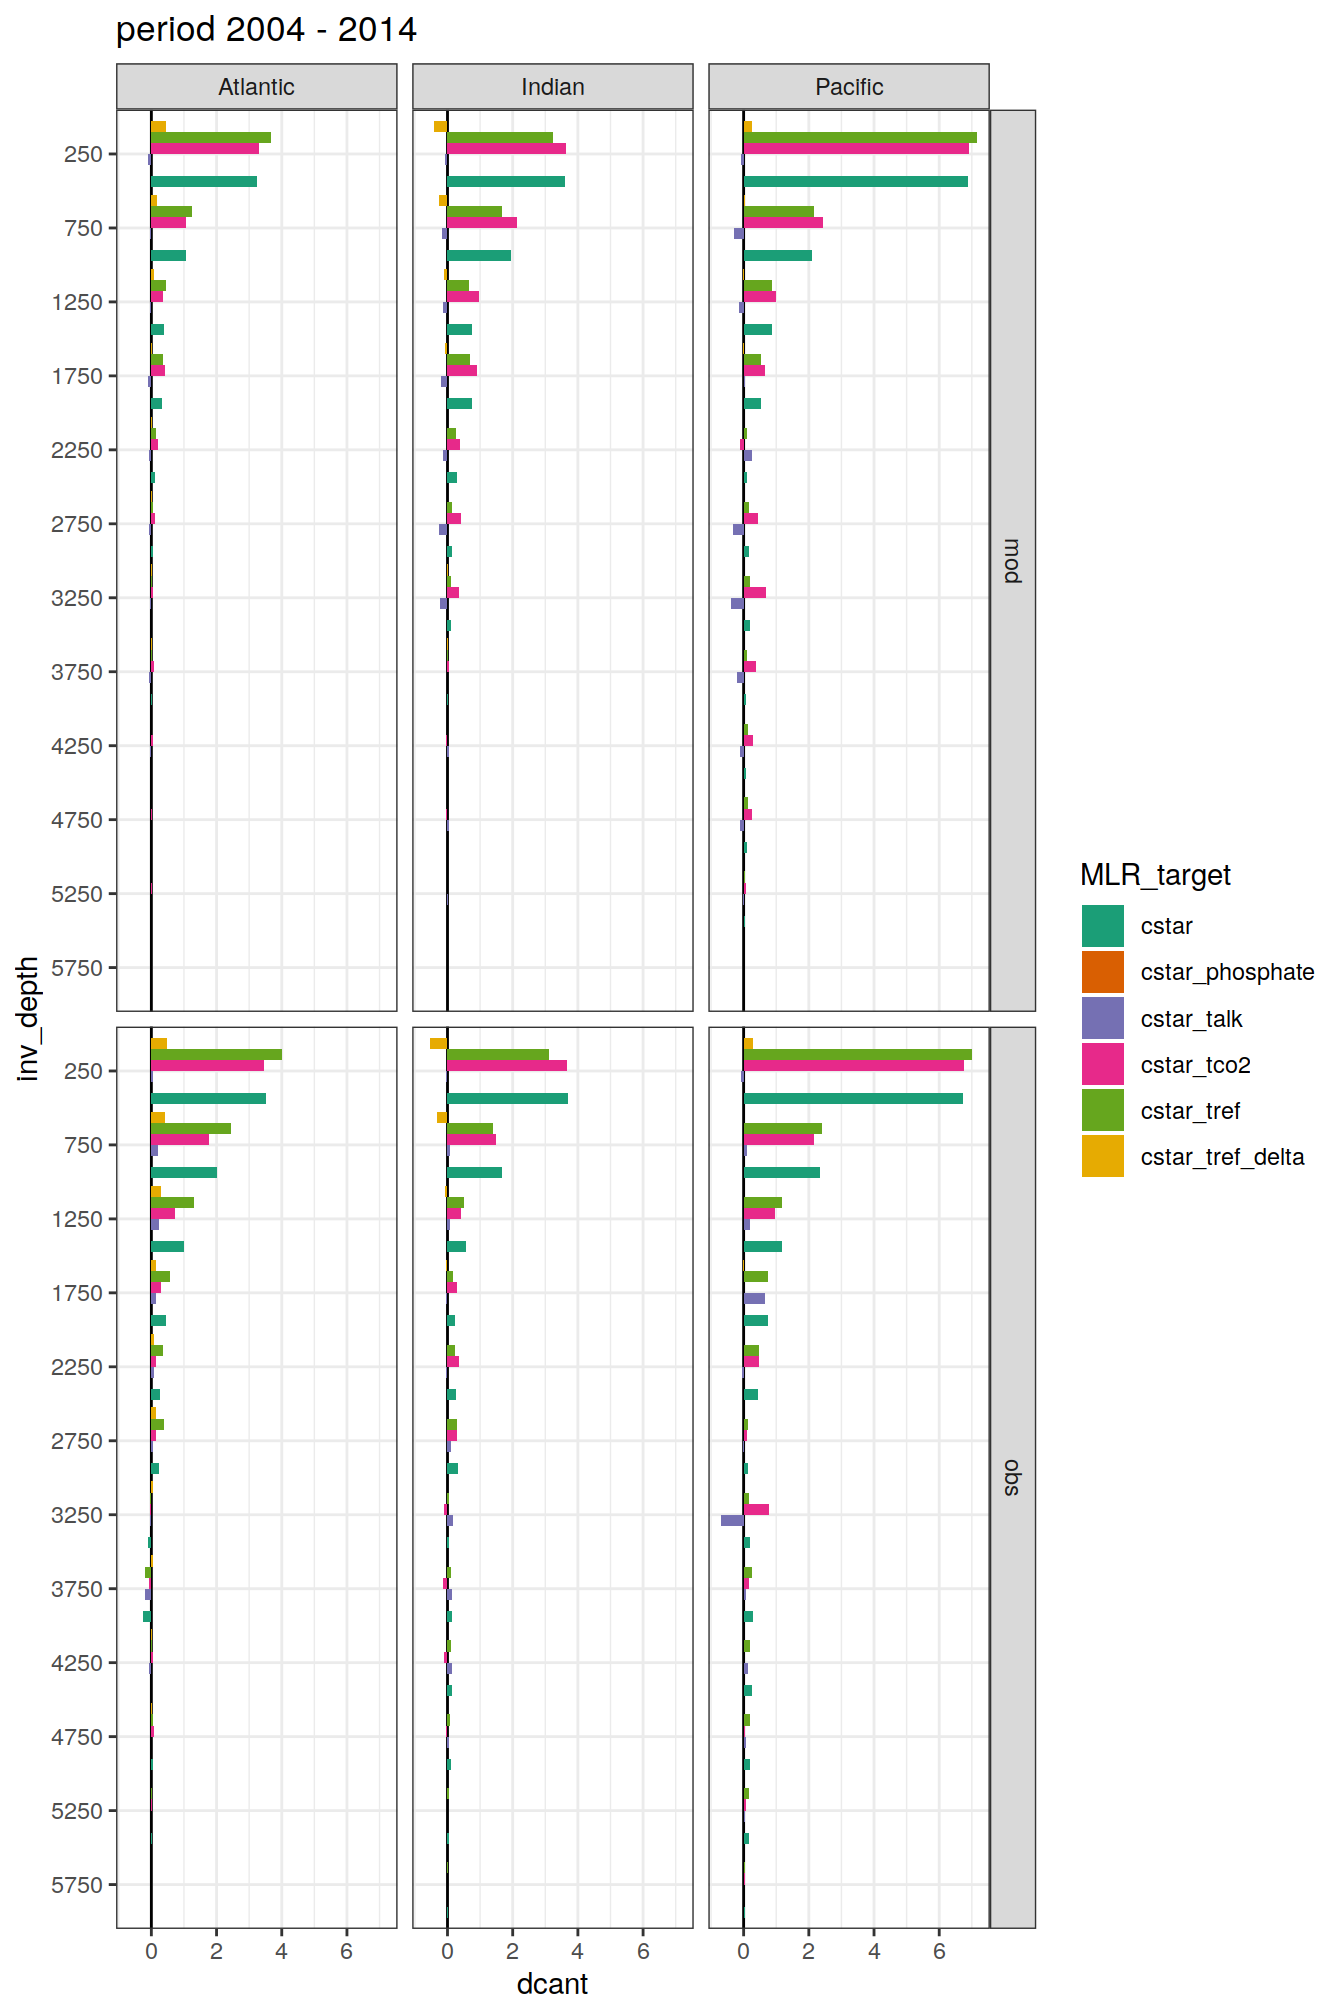 period 2004 - 2014
Atlantic Indian Pacific
250
750
1250
1750
2250
2750
3250
3750
4250
4750
5250
5750
mod
inv_depth
250
750
1250
1750
2250
2750
3250
3750
4250
4750
5250
5750
obs
0 2 4 6 0 2 4 6 0 2 4 6
dcant
MLR_target
cstar
cstar_phosphate
cstar_talk
cstar_tco2
cstar_tref
cstar_tref_delta